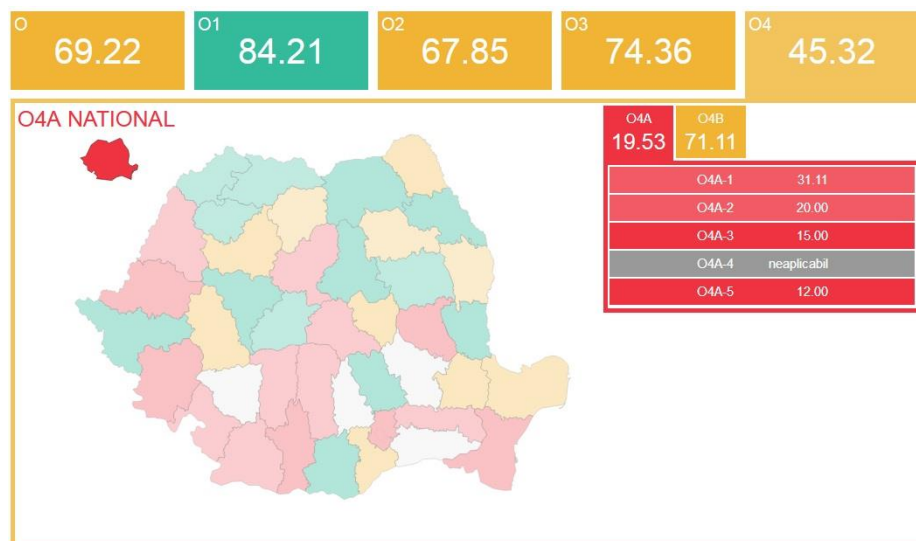 O O1 O2 O3 O4
69.22 84.21 67.85 74.36 45.32
O4A NATIONAL
O4A O4B
19.53 71.11
O4A-1 31.11
O4A-2 20.00
O4A-3 15.00
O4A-4 neaplicabil
O4A-5 12.00